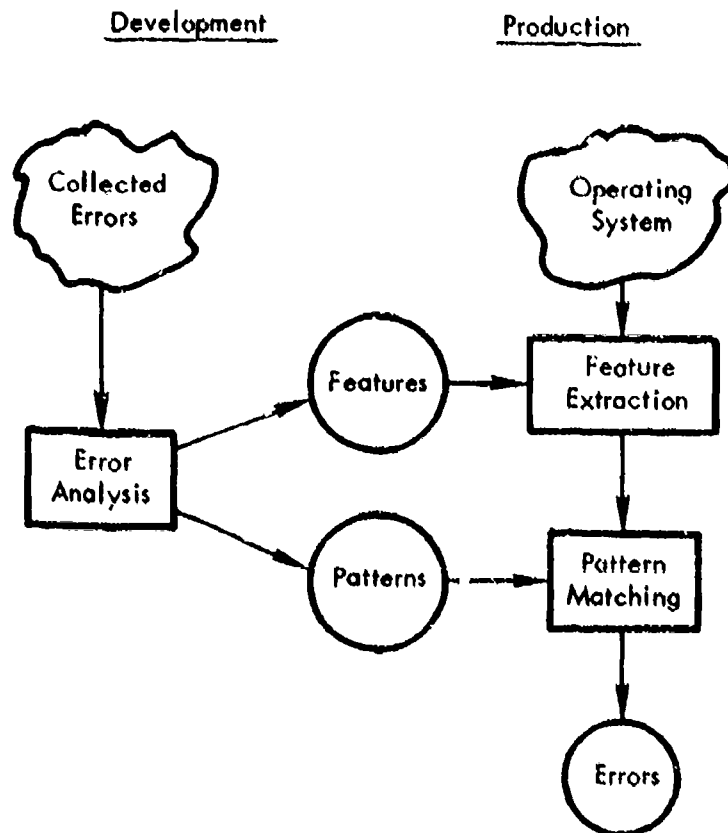 Development
Production
Collected
Errors
Operating
System
Features
Feature
Extraction
Error
Analysis
Patterns
Pattern
Matching
Errors